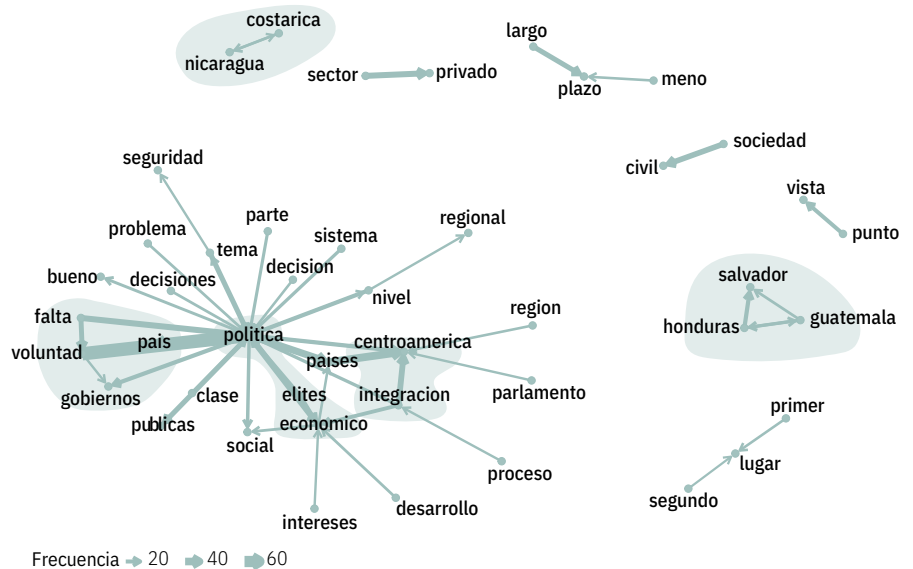 costarica
nicaragua
largo
sector
privado
plazo
meno
sociedad
civil
vista
punto
seguridad
problema
parte
tema
sistema
regional
bueno
decisiones
decision
nivel
salvador
falta
pais
politica
region
honduras
guatemala
voluntad
centroamerica
paises
gobiernos
clase
elites
integracion
parlamento
publicas
social
economico
primer
proceso
lugar
segundo
intereses
desarrollo
Frecuencia 20 40 60